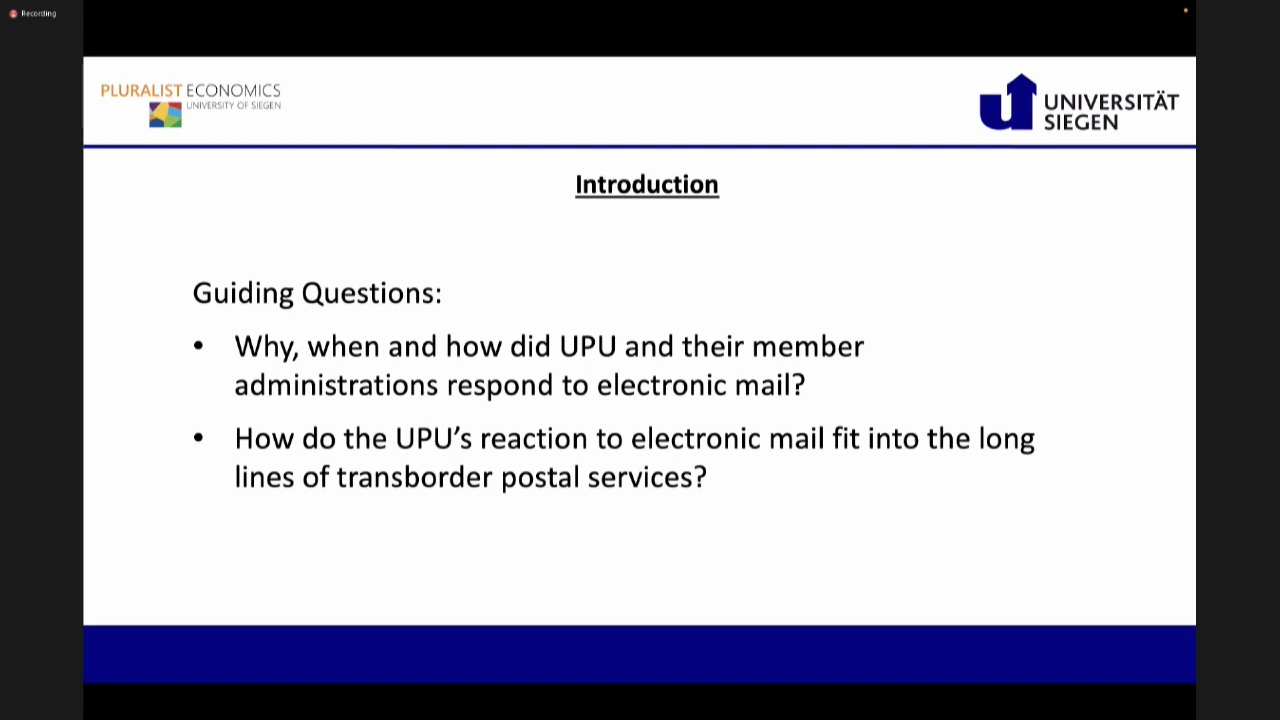 Recording
PLURALIST ECONOMICS
UNIVERSITY OF SIEGEN
UNIVERSITÄT
SIEGEN
Introduction
Guiding Questions:
• Why, when and how did UPU and their member
administrations respond to electronic mail?
• How do the UPU’s reaction to electronic mail fit into the long
lines of transborder postal services?